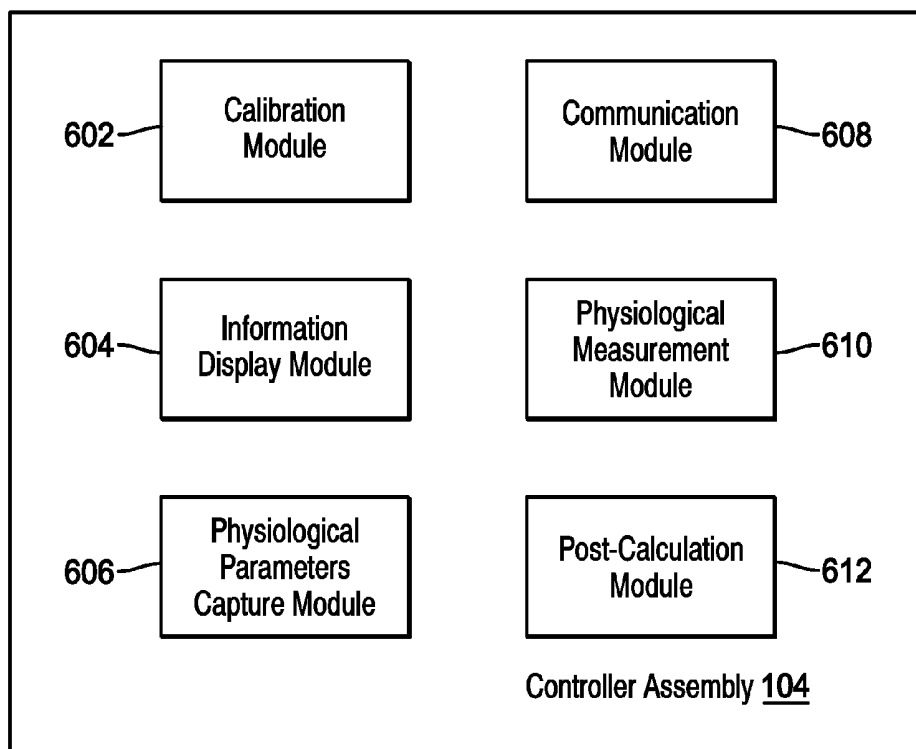 602
Calibration
Module
Communication
Module
608
604
Information
Display Module
Physiological
Measurement
Module
610
606
Physiological
Parameters
Capture Module
Post-Calculation
Module
612
Controller Assembly 104